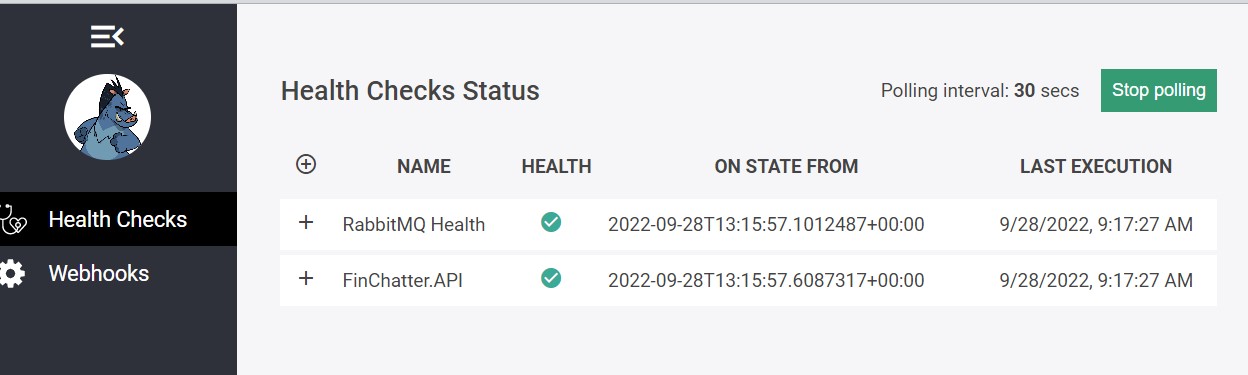 Health Checks Status
Polling interval: 30 secs
Stop polling
NAME HEALTH ON STATE FROM LAST EXECUTION
Health Checks
RabbitMQ Health 2022-09-28T13:15:57.1012487+00:00 9/28/2022, 9:17:27 AM
Webhooks
FinChatter.API 2022-09-28T13:15:57.6087317+00:00 9/28/2022, 9:17:27 AM